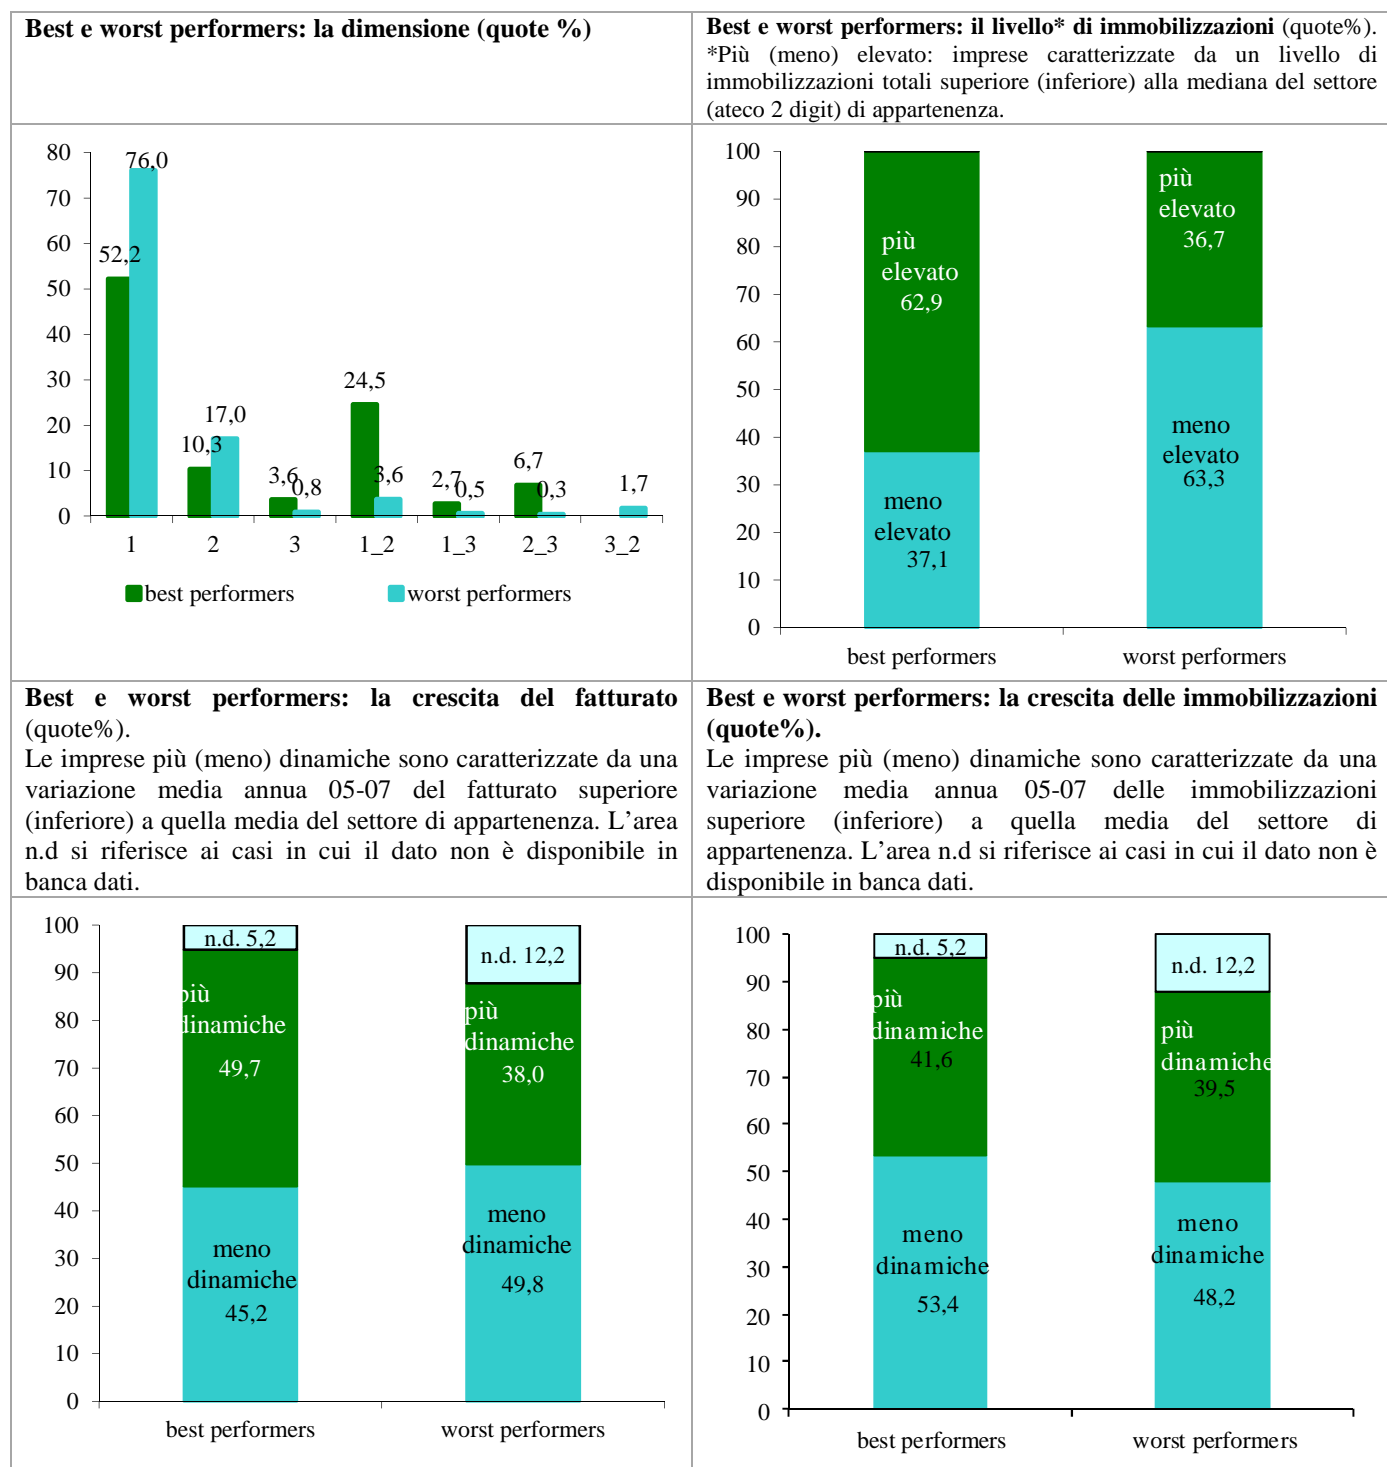 Best e worst performers: la dimensione (quote %)
Best e worst performers: il livello* di immobilizzazioni (quote%).
*Più (meno) elevato: imprese caratterizzate da un livello di
immobilizzazioni totali superiore (inferiore) alla mediana del settore
(ateco 2 digit) di appartenenza.
80
70
60
50
40
30
20
10
0
52,2
76,0
10,3
17,0
3,6
0,8
24,5
3,6
2,7
0,5
6,7
0,3
1,7
1 2 3 1_2 1_3 2_3 3_2
best performers worst performers
100
90
80
70
60
50
40
30
20
10
0
più
elevato
62,9
meno
elevato
37,1
più
elevato
36,7
meno
elevato
63,3
best performers worst performers
Best e worst performers: la crescita del fatturato
(quote%).
Le imprese più (meno) dinamiche sono caratterizzate da una
variazione media annua 05-07 del fatturato superiore
(inferiore) a quella media del settore di appartenenza. L’area
n.d si riferisce ai casi in cui il dato non è disponibile in
banca dati.
Best e worst performers: la crescita delle immobilizzazioni
(quote%).
Le imprese più (meno) dinamiche sono caratterizzate da una
variazione media annua 05-07 delle immobilizzazioni
superiore (inferiore) a quella media del settore di
appartenenza. L’area n.d si riferisce ai casi in cui il dato non è
disponibile in banca dati.
100
90
80
70
60
50
40
30
20
10
0
n.d. 5,2
più
dinamiche
49,7
meno
dinamiche
45,2
n.d. 12,2
più
dinamiche
38,0
meno
dinamiche
49,8
best performers worst performers
100
90
80
70
60
50
40
30
20
10
0
n.d. 5,2
più
dinamiche
41,6
meno
dinamiche
53,4
n.d. 12,2
più
dinamiche
39,5
meno
dinamiche
48,2
best performers worst performers